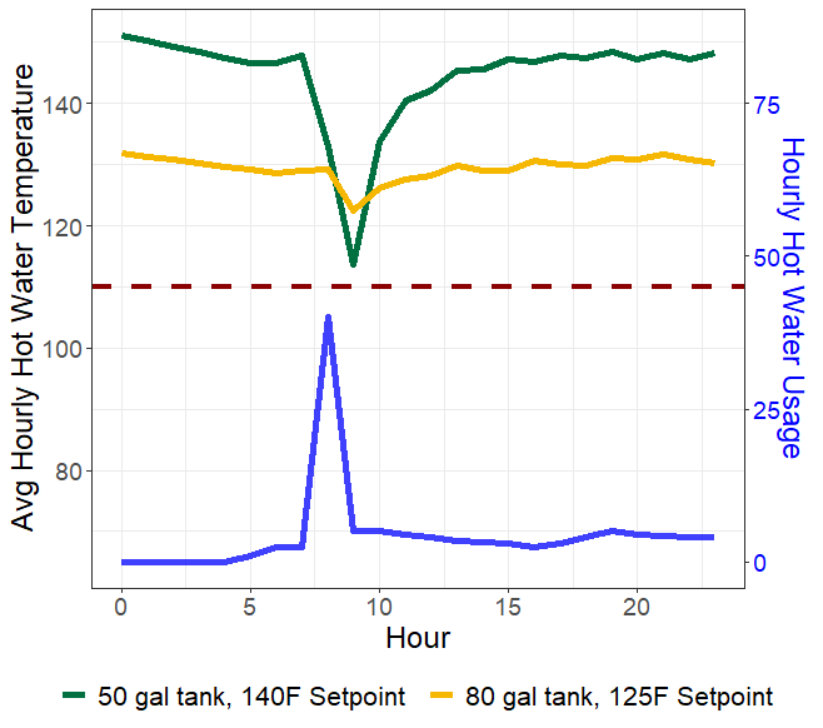 Avg Hourly Hot Water Temperature
140
120
100
80
75
50
25
0
Hourly Hot Water Usage
0 5 10 15 20
Hour
50 gal tank, 140F Setpoint 80 gal tank, 125F Setpoint